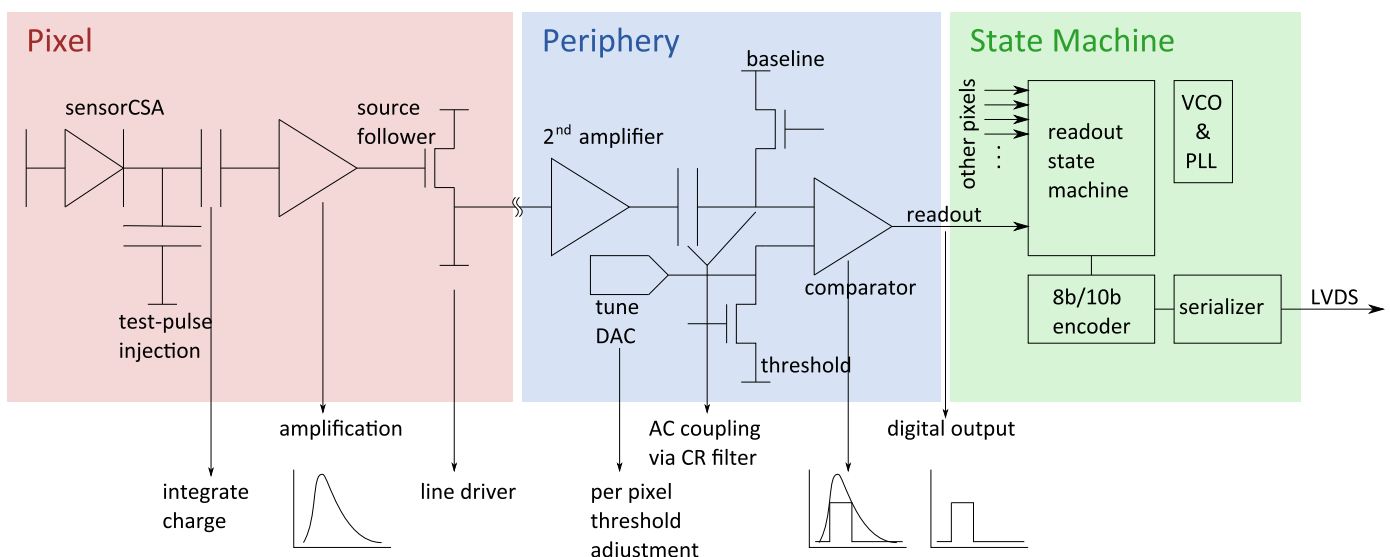 Pixel
sensorCSA
source
follower
test-pulse
injection
Periphery
baseline
2nd amplifier
tune
DAC
comparator
threshold
readout
State Machine
other pixels
...
readout
state
machine
VCO
&
PLL
8b/10b
encoder
serializer
LVDS
amplification
integrate
charge
line driver
AC coupling
via CR filter
per pixel
threshold
adjustment
digital output